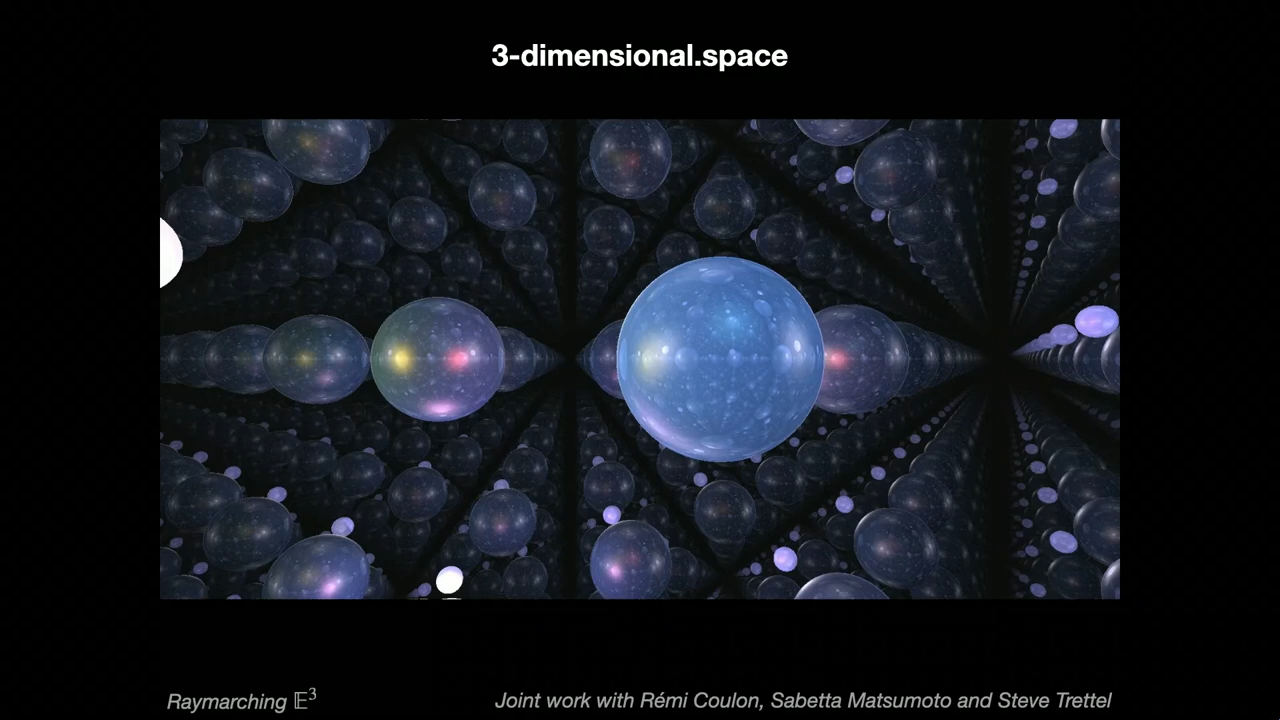 3-dimensional.space
Raymarching 𝔼³
Joint work with Rémi Coulon, Sabetta Matsumoto and Steve Trettel